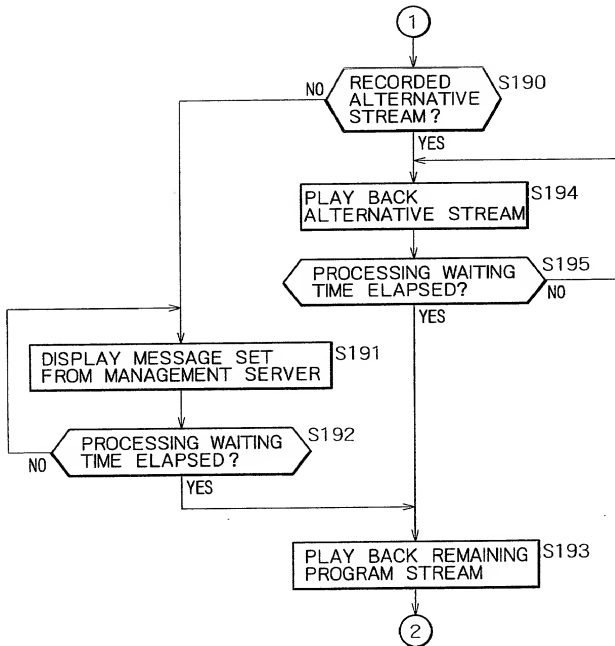 1
RECORDED
ALTERNATIVE
STREAM?
S190
NO
YES
PLAY BACK
ALTERNATIVE STREAM
S194
PROCESSING WAITING
TIME ELAPSED?
S195
NO
YES
DISPLAY MESSAGE SET
FROM MANAGEMENT SERVER
S191
PROCESSING WAITING
TIME ELAPSED?
S192
NO
YES
PLAY BACK REMAINING
PROGRAM STREAM
S193
2